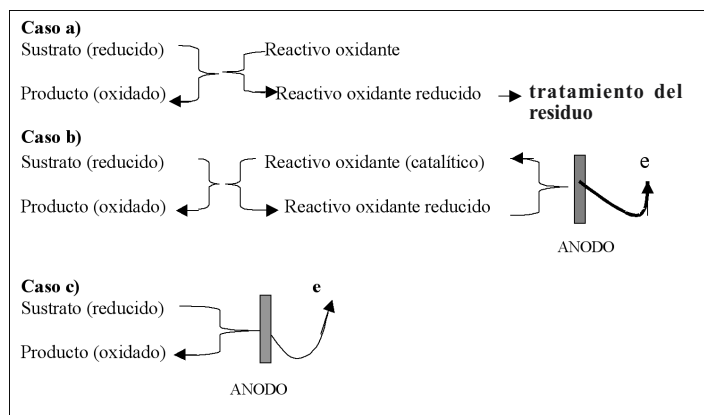 Caso a)
Sustrato (reducido) Reactivo oxidante
Producto (oxidado) Reactivo oxidante reducido tratamiento del
residuo
Caso b)
Sustrato (reducido) Reactivo oxidante (catalítico) e
Producto (oxidado) Reactivo oxidante reducido
ANODO
Caso c) e
Sustrato (reducido)
Producto (oxidado)
ANODO